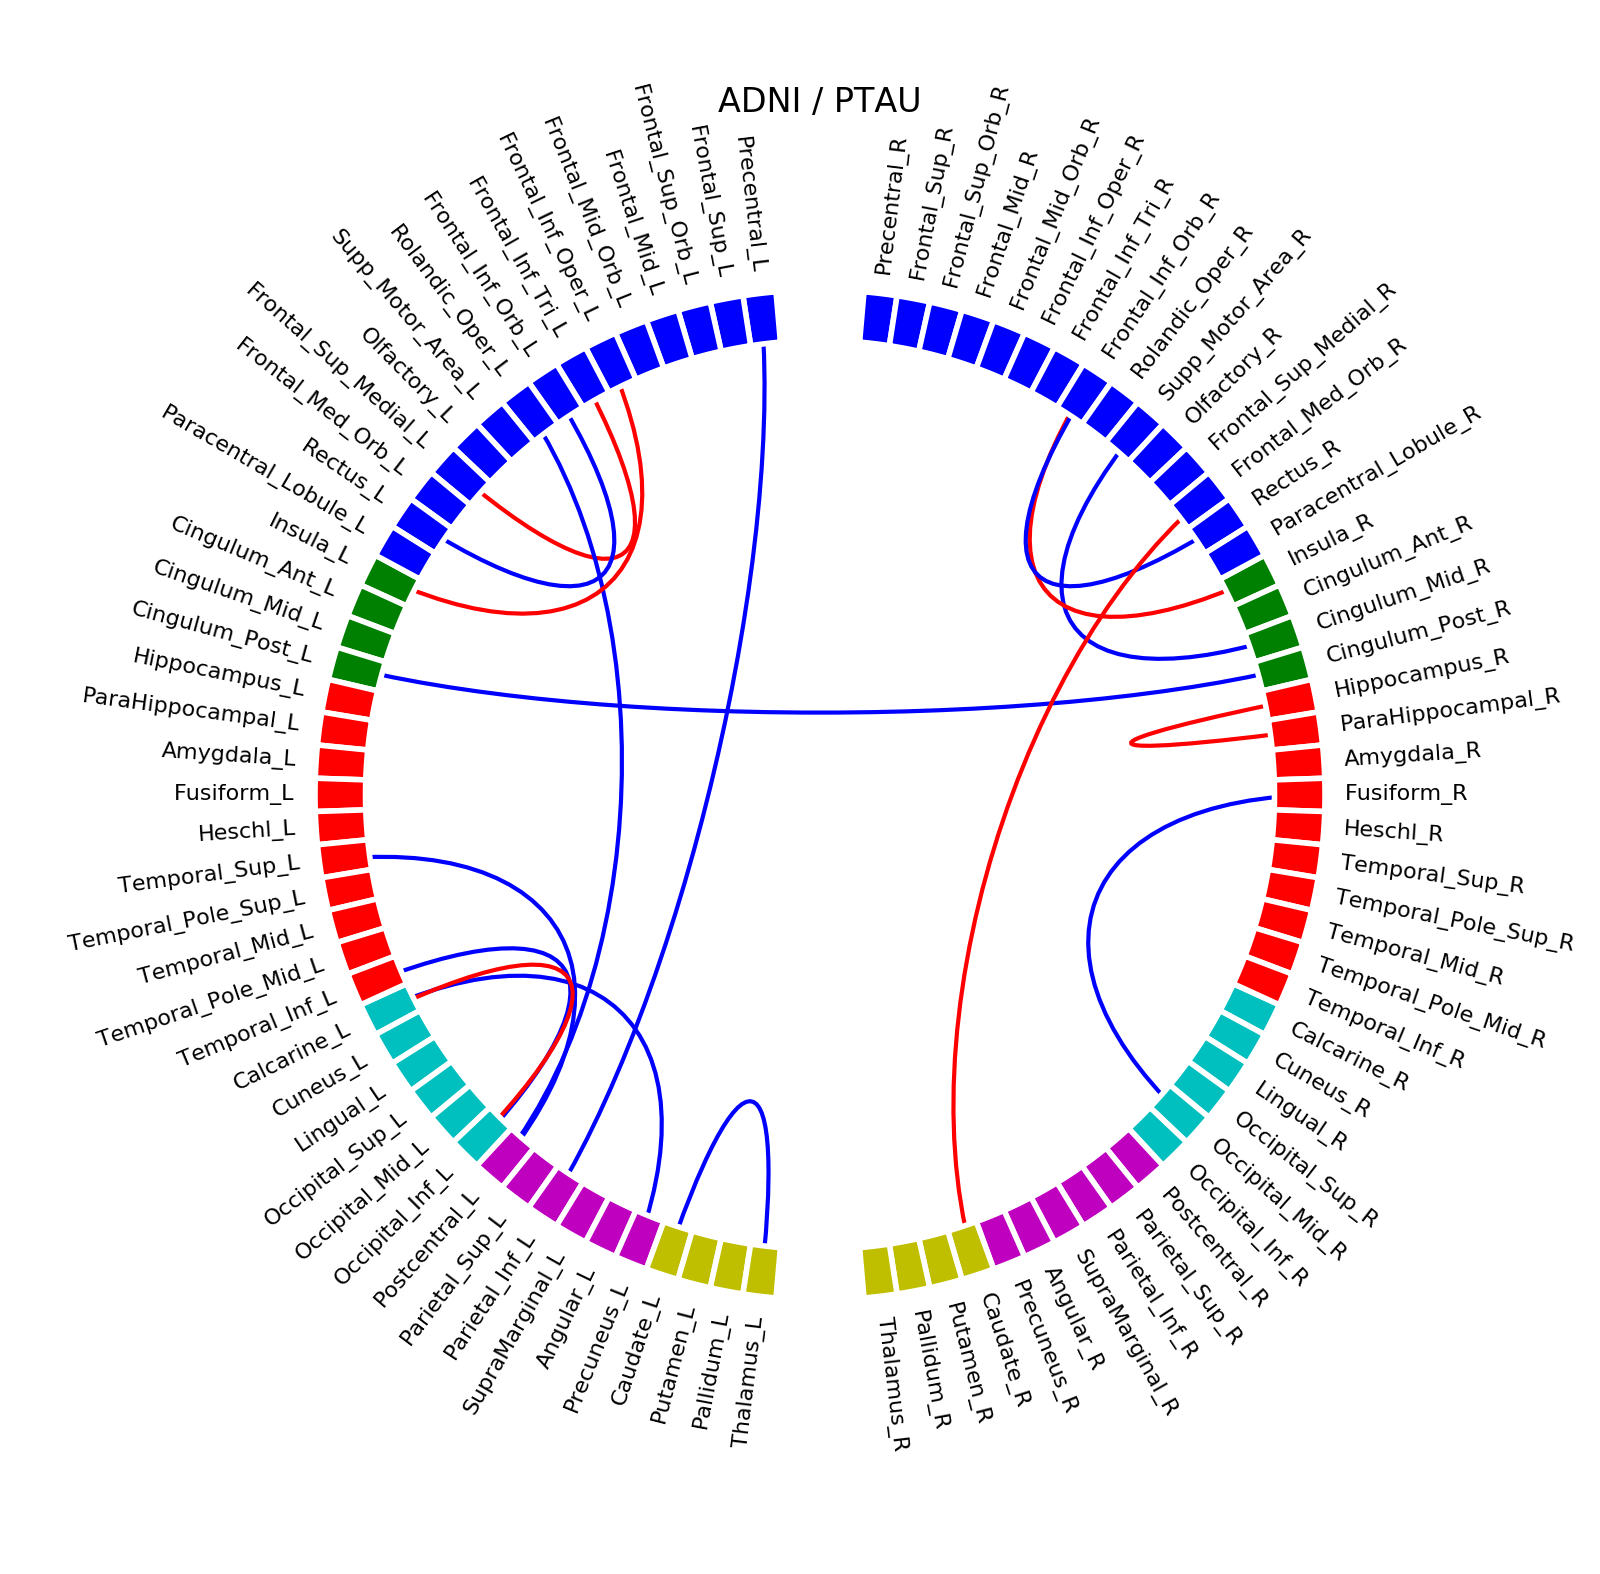 ADNI / PTAU
Precentral_L
Frontal_Sup_L
Frontal_Sup_Orb_L
Frontal_Mid_L
Frontal_Mid_Orb_L
Frontal_Inf_Oper_L
Frontal_Inf_Tri_L
Frontal_Inf_Orb_L
Rolandic_Oper_L
Supp_Motor_Area_L
Olfactory_L
Frontal_Sup_Medial_L
Frontal_Med_Orb_L
Rectus_L
Paracentral_Lobule_L
Insula_L
Cingulum_Ant_L
Cingulum_Mid_L
Cingulum_Post_L
Hippocampus_L
ParaHippocampal_L
Amygdala_L
Fusiform_L
Heschl_L
Temporal_Sup_L
Temporal_Pole_Sup_L
Temporal_Mid_L
Temporal_Pole_Mid_L
Temporal_Inf_L
Calcarine_L
Cuneus_L
Lingual_L
Occipital_Sup_L
Occipital_Mid_L
Occipital_Inf_L
Postcentral_L
Parietal_Sup_L
Parietal_Inf_L
SupraMarginal_L
Angular_L
Precuneus_L
Caudate_L
Putamen_L
Pallidum_L
Thalamus_L
Precentral_R
Frontal_Sup_R
Frontal_Sup_Orb_R
Frontal_Mid_R
Frontal_Mid_Orb_R
Frontal_Inf_Oper_R
Frontal_Inf_Tri_R
Frontal_Inf_Orb_R
Rolandic_Oper_R
Supp_Motor_Area_R
Olfactory_R
Frontal_Sup_Medial_R
Frontal_Med_Orb_R
Rectus_R
Paracentral_Lobule_R
Insula_R
Cingulum_Ant_R
Cingulum_Mid_R
Cingulum_Post_R
Hippocampus_R
ParaHippocampal_R
Amygdala_R
Fusiform_R
Heschl_R
Temporal_Sup_R
Temporal_Pole_Sup_R
Temporal_Mid_R
Temporal_Pole_Mid_R
Temporal_Inf_R
Calcarine_R
Cuneus_R
Lingual_R
Occipital_Sup_R
Occipital_Mid_R
Occipital_Inf_R
Postcentral_R
Parietal_Sup_R
Parietal_Inf_R
SupraMarginal_R
Angular_R
Precuneus_R
Caudate_R
Putamen_R
Pallidum_R
Thalamus_R